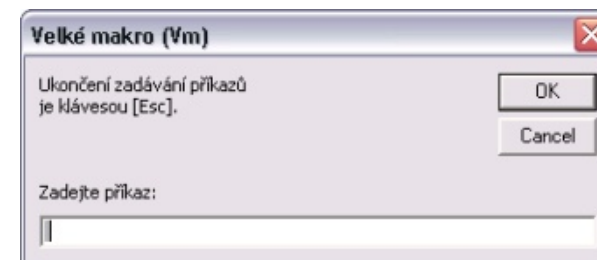 Velké makro (Vm)
Ukončení zadávání příkazů
je klávesou [Esc].
OK
Cancel
Zadejte příkaz: